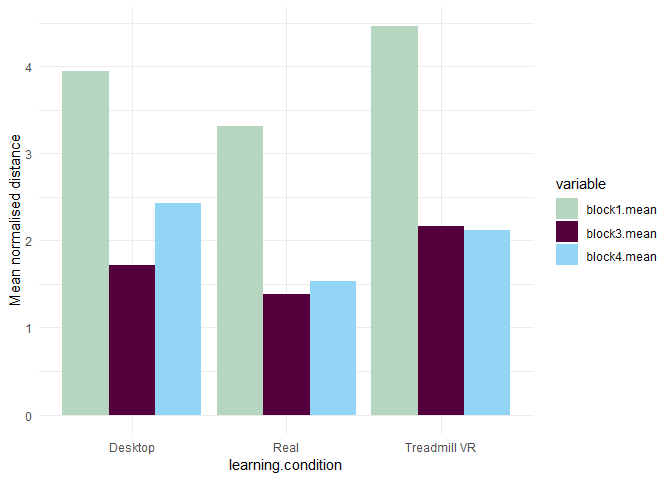 Mean normalised distance
4
3
2
1
0
Desktop
Real
Treadmill VR
learning.condition
variable
block1.mean
block3.mean
block4.mean